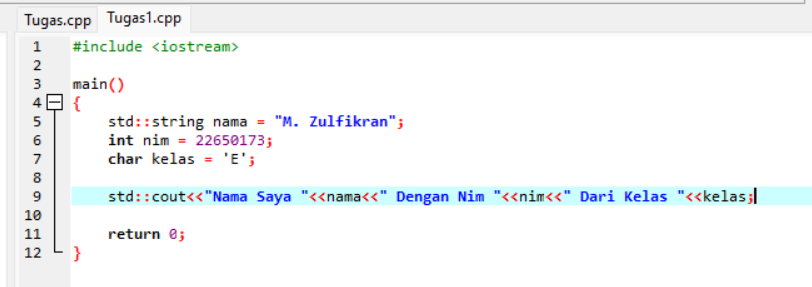 Tugas.cpp Tugas1.cpp
1 #include <iostream>
2
3 main()
4 {
5 std::string nama = "M. Zulfikran";
6 int nim = 22650173;
7 char kelas = 'E';
8
9 std::cout<<"Nama Saya "<<nama<<" Dengan Nim "<<nim<<" Dari Kelas "<<kelas;
10
11 return 0;
12 }